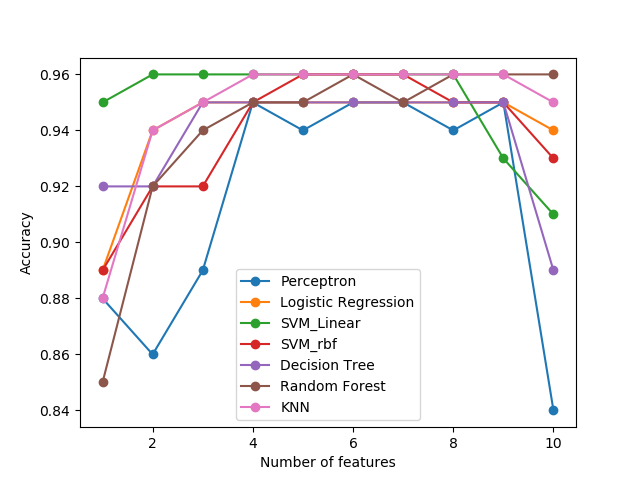 0.96
0.94
0.92
0.90
0.88
0.86
0.84
Accuracy
Perceptron
Logistic Regression
SVM_Linear
SVM_rbf
Decision Tree
Random Forest
KNN
2 4 6 8 10
Number of features